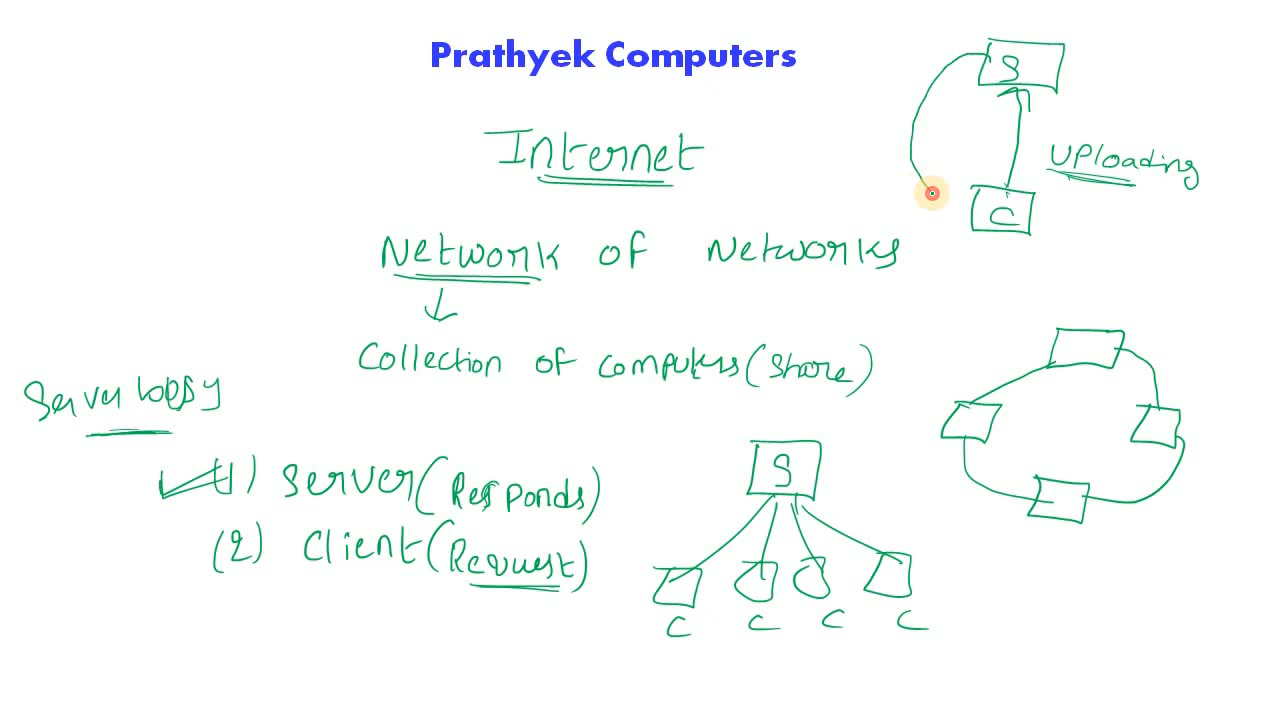 Prathyek Computers
S
Internet
Uploading
C
Network of Networks
Collection of computers (share)
Server
(1) Server (Responds)
S
(2) Client (Request)
C C C C